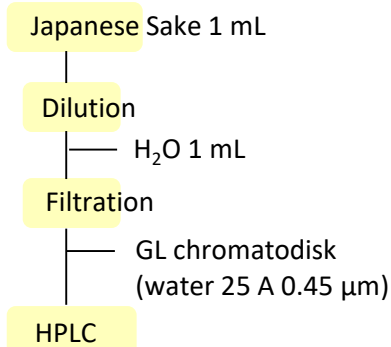 Japanese Sake 1 mL
Dilution
H₂O 1 mL
Filtration
GL chromatodisk
(water 25 A 0.45 μm)
HPLC